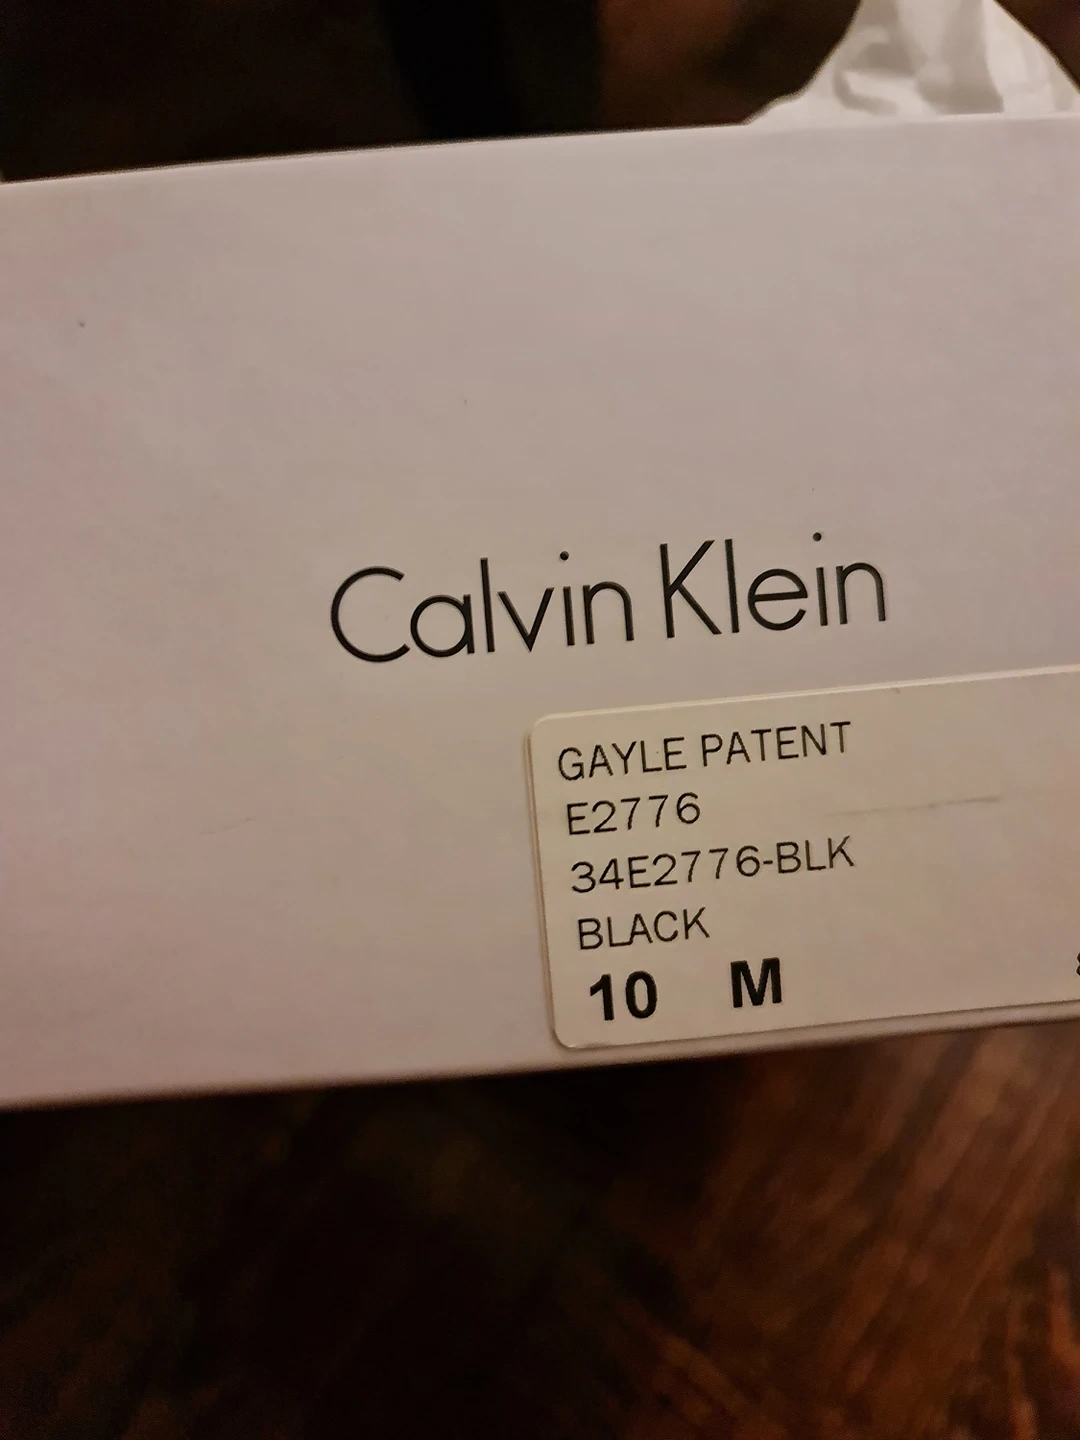 Calvin Klein
GAYLE PATENT
E2776
34E2776-BLK
BLACK
10 M